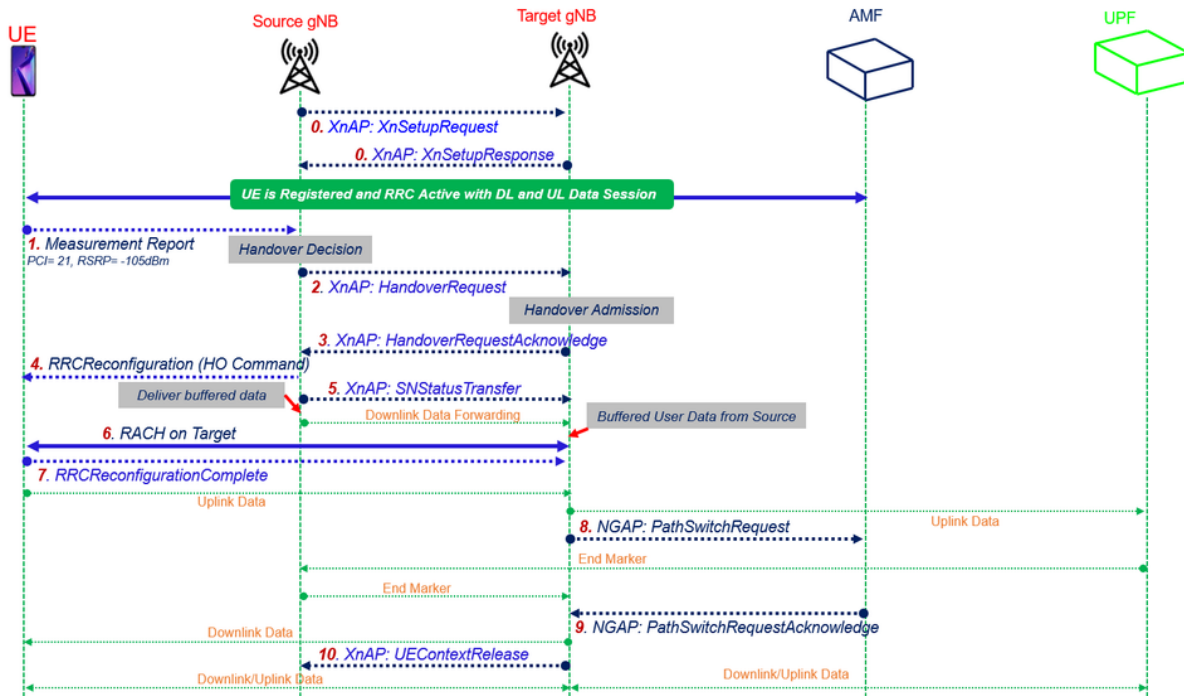 UE
Source gNB
Target gNB
AMF
UPF
0. XnAP: XnSetupRequest
0. XnAP: XnSetupResponse
UE is Registered and RRC Active with DL and UL Data Session
1. Measurement Report
PCI= 21, RSRP= -105dBm
Handover Decision
2. XnAP: HandoverRequest
Handover Admission
3. XnAP: HandoverRequestAcknowledge
4. RRCReconfiguration (HO Command)
Deliver buffered data
5. XnAP: SNStatusTransfer
Downlink Data Forwarding
Buffered User Data from Source
6. RACH on Target
7. RRCReconfigurationComplete
Uplink Data
Uplink Data
8. NGAP: PathSwitchRequest
End Marker
End Marker
9. NGAP: PathSwitchRequestAcknowledge
Downlink Data
10. XnAP: UEContextRelease
Downlink/Uplink Data
Downlink/Uplink Data